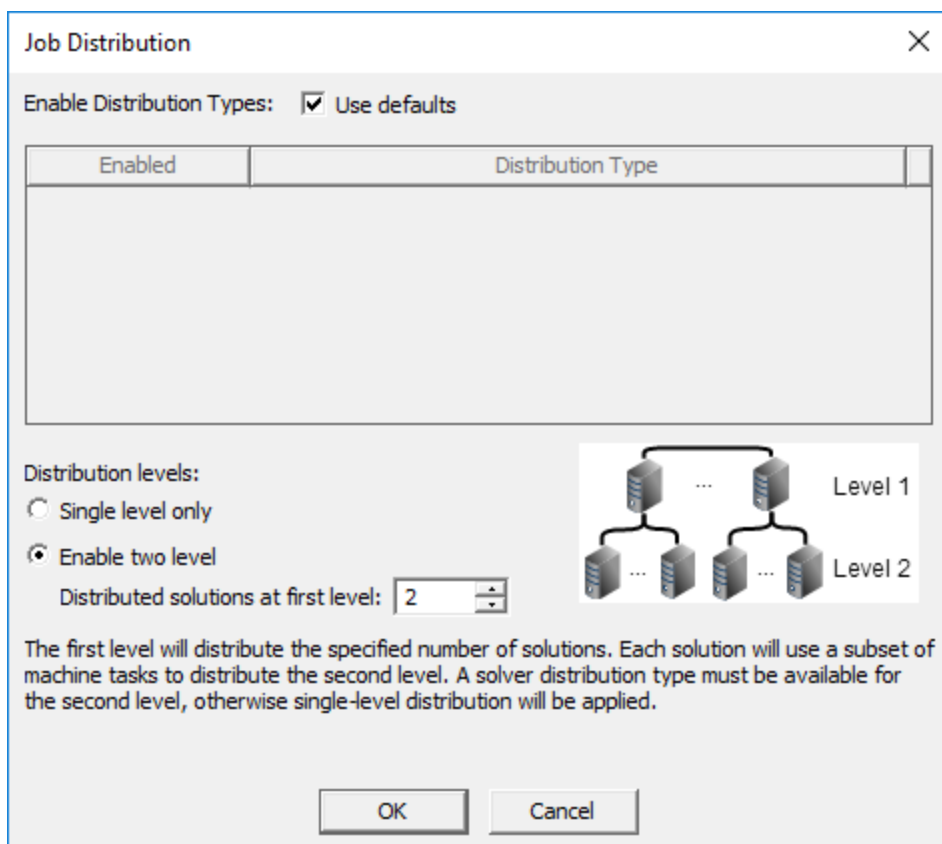 Job Distribution
Enable Distribution Types: Use defaults
Enabled Distribution Type
Distribution levels:
Single level only
Enable two level
Distributed solutions at first level: 2
... Level 1
... ... Level 2
The first level will distribute the specified number of solutions. Each solution will use a subset of
machine tasks to distribute the second level. A solver distribution type must be available for
the second level, otherwise single-level distribution will be applied.
OK Cancel